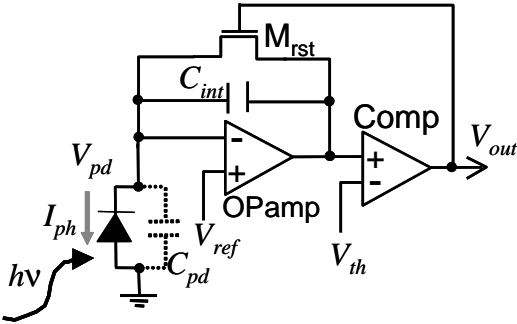 M_rst
C_int
Comp
V_out
-
+
V_pd
+
-
OPamp
I_ph
V_ref
V_th
C_pd
hν